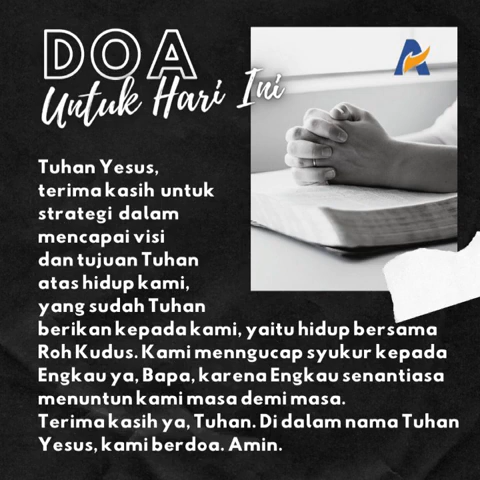 DOA
Untuk Hari Ini
Tuhan Yesus,
terima kasih untuk
strategi dalam
mencapai visi
dan tujuan Tuhan
atas hidup kami,
yang sudah Tuhan
berikan kepada kami, yaitu hidup bersama
Roh Kudus. Kami menngucap syukur kepada
Engkau ya, Bapa, karena Engkau senantiasa
menuntun kami masa demi masa.
Terima kasih ya, Tuhan. Di dalam nama Tuhan
Yesus, kami berdoa. Amin.